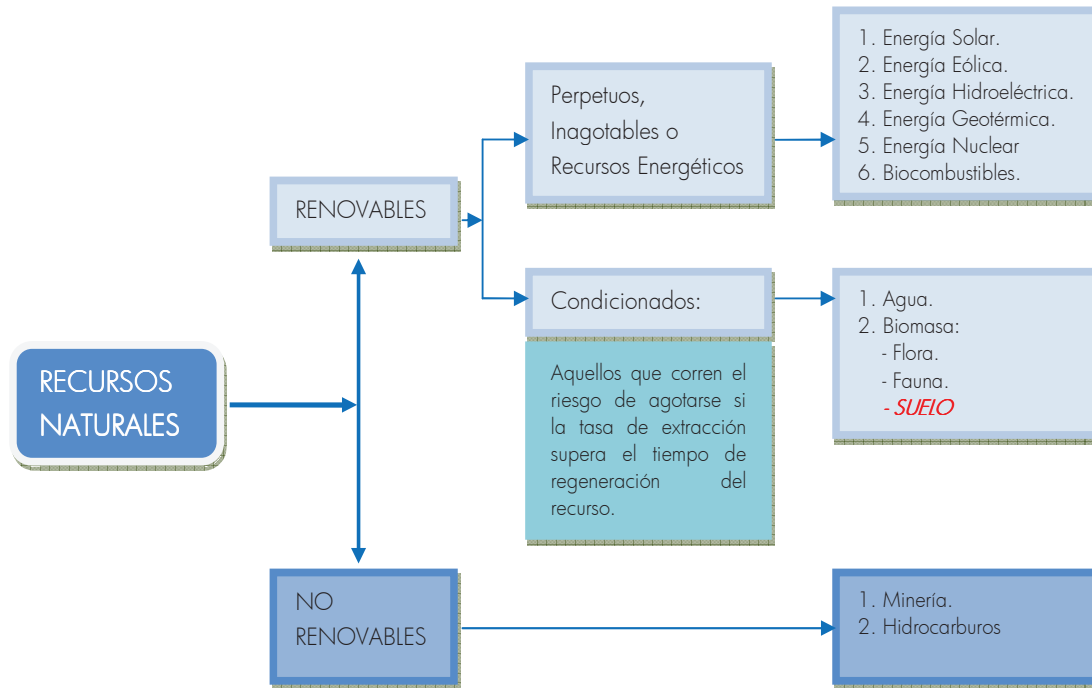 RECURSOS
NATURALES
RENOVABLES
Perpetuos,
Inagotables o
Recursos Energéticos
1. Energía Solar.
2. Energía Eólica.
3. Energía Hidroeléctrica.
4. Energía Geotérmica.
5. Energía Nuclear
6. Biocombustibles.
Condicionados:
Aquellos que corren el
riesgo de agotarse si
la tasa de extracción
supera el tiempo de
regeneración del
recurso.
1. Agua.
2. Biomasa:
- Flora.
- Fauna.
- SUELO
NO
RENOVABLES
1. Minería.
2. Hidrocarburos